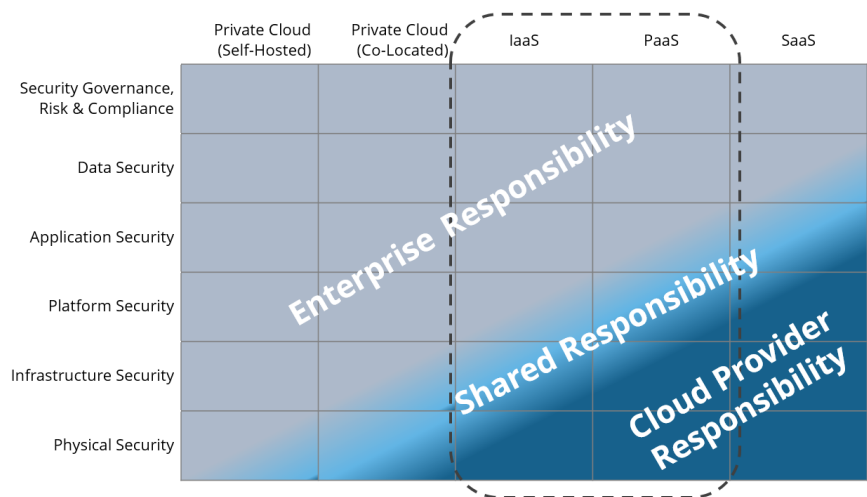 Private Cloud
(Self-Hosted)
Private Cloud
(Co-Located)
IaaS
PaaS
SaaS
Security Governance,
Risk & Compliance
Data Security
Application Security
Platform Security
Infrastructure Security
Physical Security
Enterprise Responsibility
Shared Responsibility
Cloud Provider
Responsibility